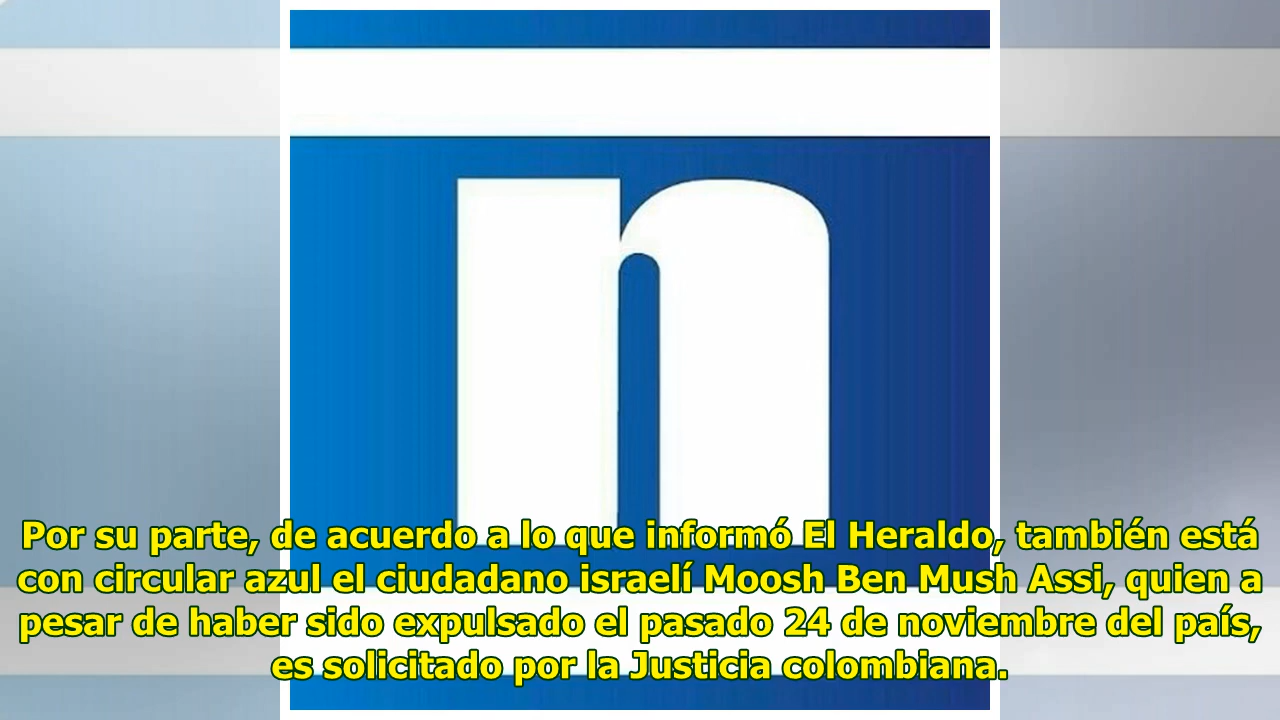 n
Por su parte, de acuerdo a lo que informó El Heraldo, también está
con circular azul el ciudadano israelí Moosh Ben Mush Assi, quien a
pesar de haber sido expulsado el pasado 24 de noviembre del país,
es solicitado por la Justicia colombiana.